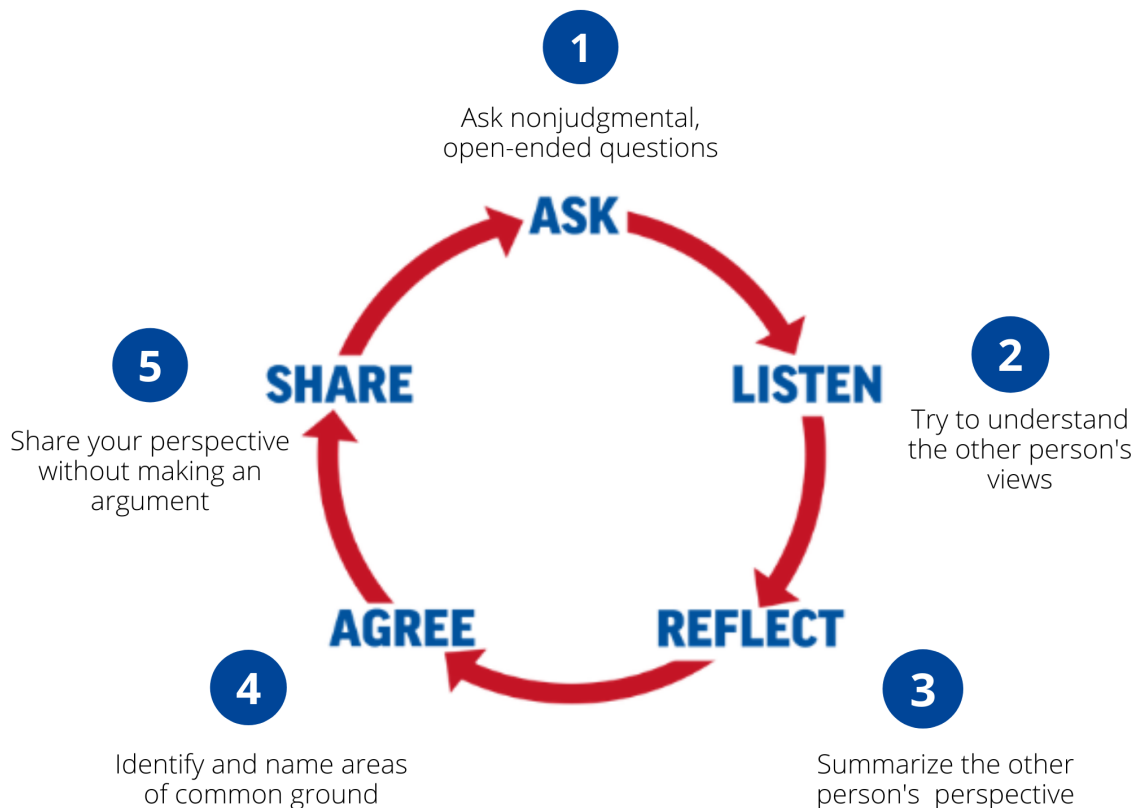 1
Ask nonjudgmental,
open-ended questions
ASK
LISTEN
2
Try to understand
the other person's
views
REFLECT
3
Summarize the other
person's perspective
AGREE
4
Identify and name areas
of common ground
SHARE
5
Share your perspective
without making an
argument